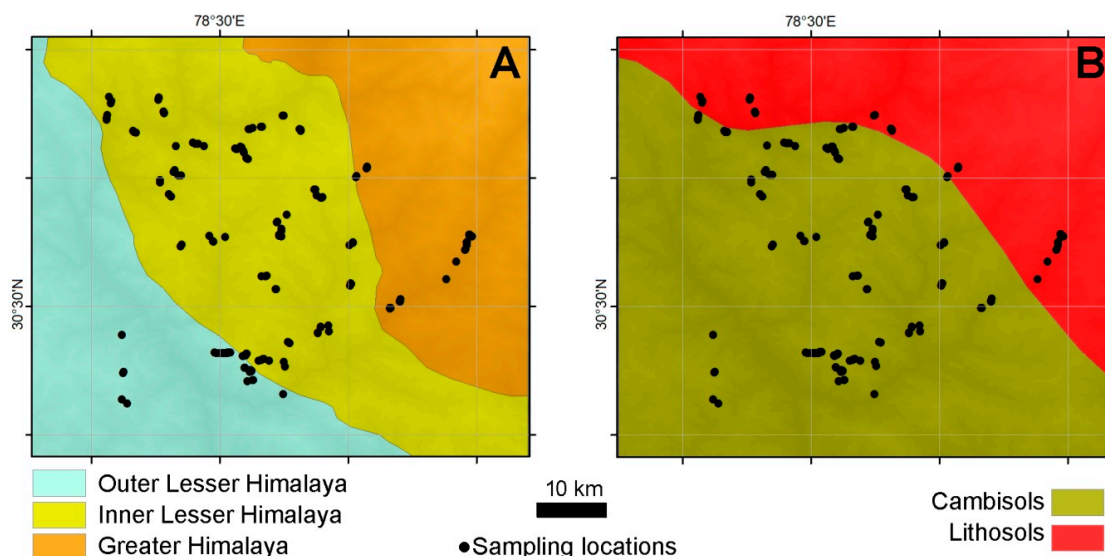 78°30'E
78°30'E
A
B
30°30'N
30°30'N
Outer Lesser Himalaya
Inner Lesser Himalaya
Greater Himalaya
10 km
Sampling locations
Cambisols
Lithosols